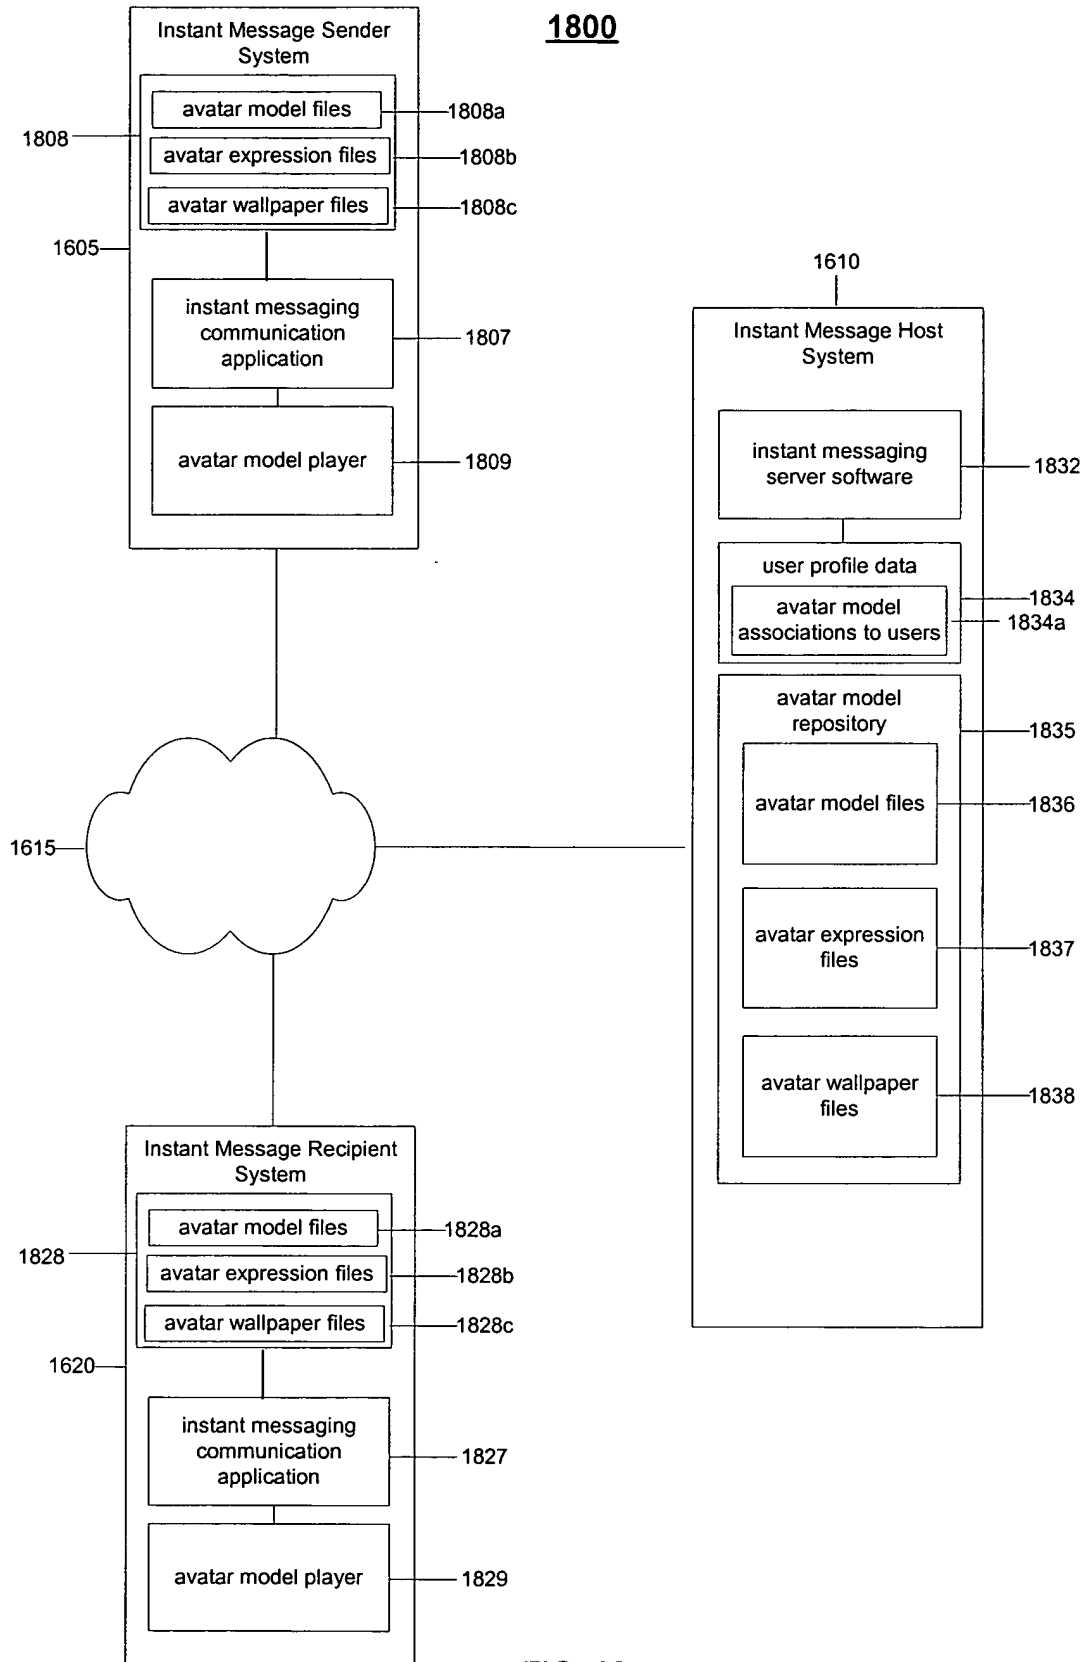 1800
Instant Message Sender
System
avatar model files
1808a
1808
avatar expression files
1808b
avatar wallpaper files
1808c
1605
instant messaging
communication
application
1807
avatar model player
1809
1610
Instant Message Host
System
instant messaging
server software
1832
user profile data
1834
avatar model
associations to users
1834a
avatar model
repository
1835
avatar model files
1836
avatar expression
files
1837
avatar wallpaper
files
1838
1615
Instant Message Recipient
System
avatar model files
1828a
1828
avatar expression files
1828b
avatar wallpaper files
1828c
1620
instant messaging
communication
application
1827
avatar model player
1829